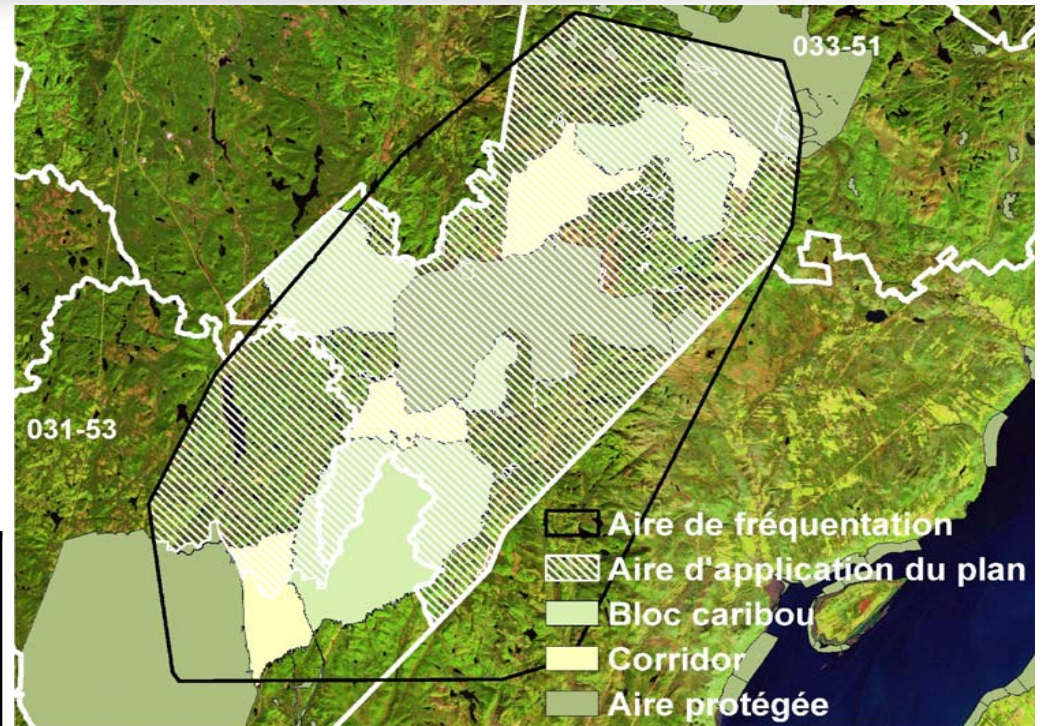 033-51
031-53
Aire de fréquentation
Aire d'application du plan
Bloc caribou
Corridor
Aire protégée